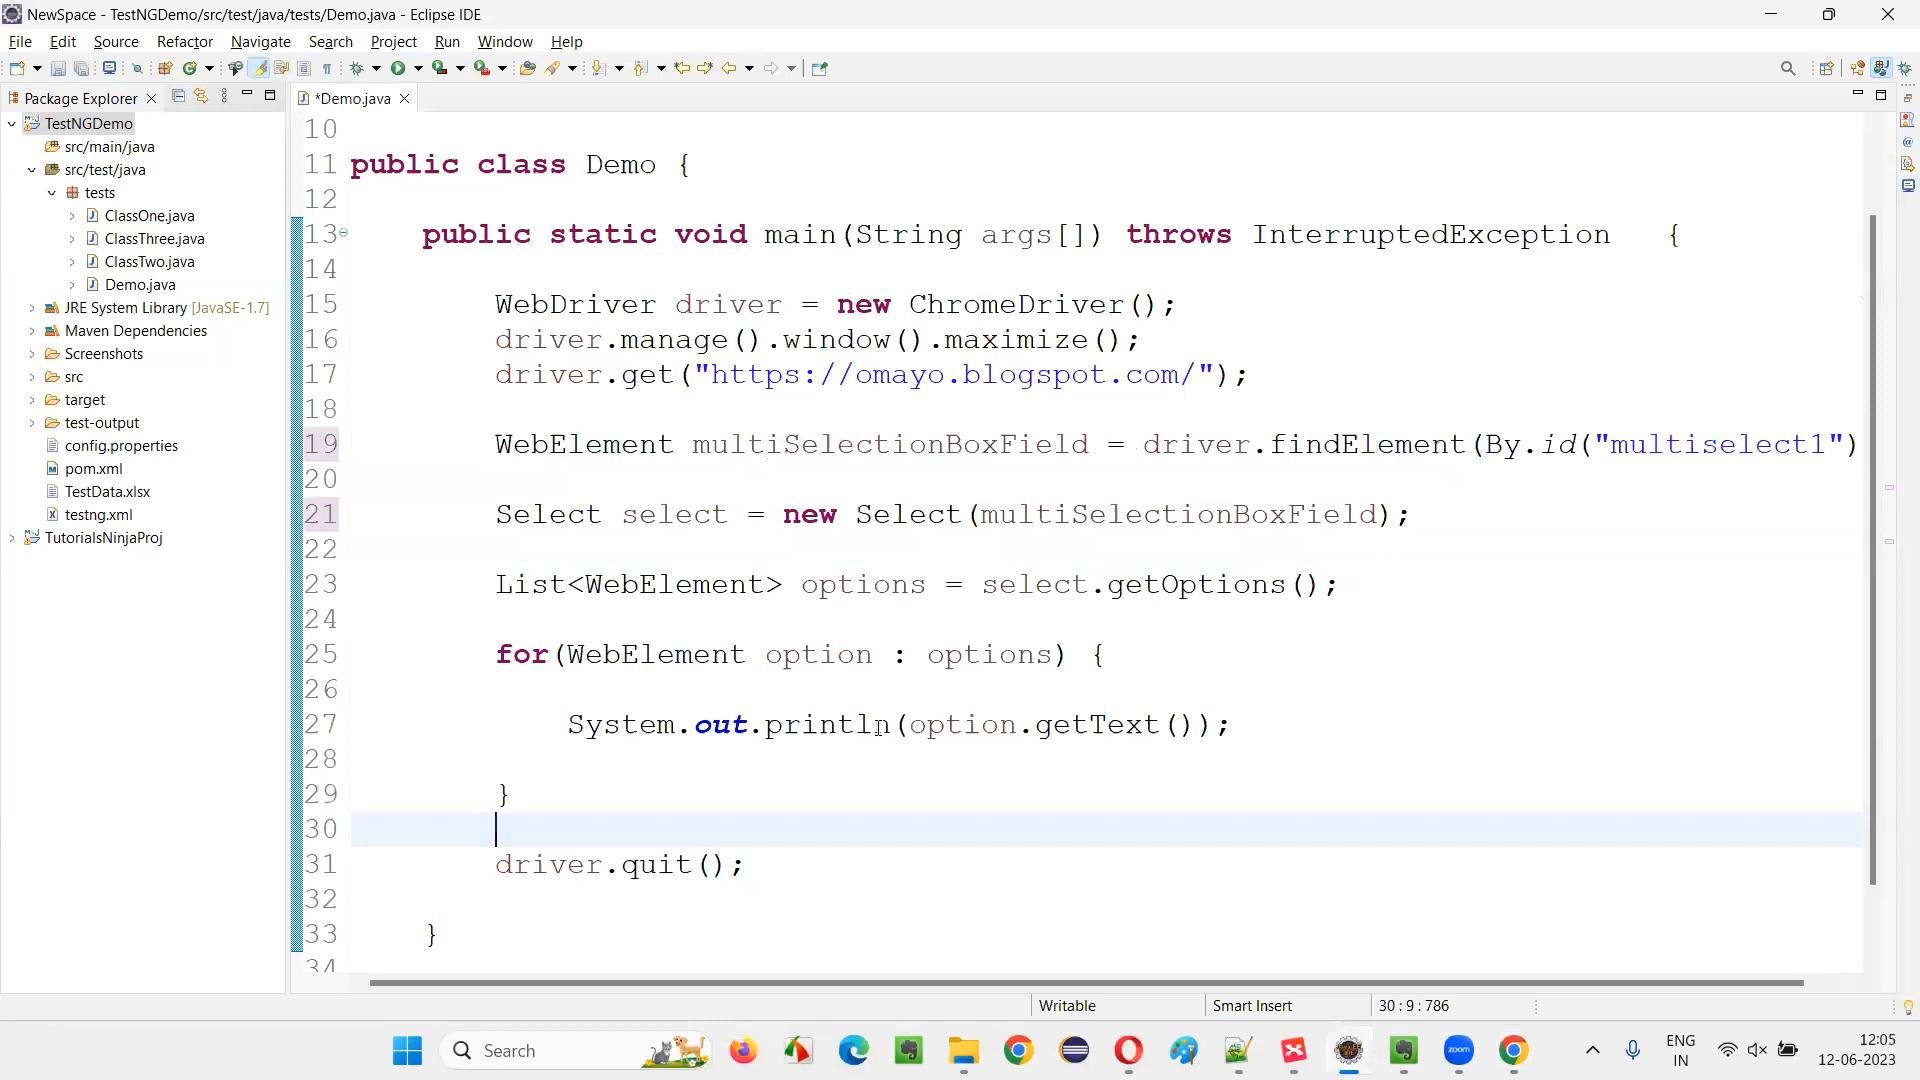 NewSpace - TestNGDemo/src/test/java/tests/Demo.java - Eclipse IDE
File Edit Source Refactor Navigate Search Project Run Window Help
Package Explorer
*Demo.java
TestNGDemo
src/main/java
src/test/java
tests
ClassOne.java
ClassThree.java
ClassTwo.java
Demo.java
JRE System Library [JavaSE-1.7]
Maven Dependencies
Screenshots
src
target
test-output
config.properties
pom.xml
TestData.xlsx
testng.xml
TutorialsNinjaProj
10
11 public class Demo {
12
13 public static void main(String args[]) throws InterruptedException {
14
15 WebDriver driver = new ChromeDriver();
16 driver.manage().window().maximize();
17 driver.get("https://omayo.blogspot.com/");
18
19 WebElement multiSelectionBoxField = driver.findElement(By.id("multiselect1")
20
21 Select select = new Select(multiSelectionBoxField);
22
23 List<WebElement> options = select.getOptions();
24
25 for(WebElement option : options) {
26
27 System.out.println(option.getText());
28
29 }
30
31 driver.quit();
32
33 }
34
Writable Smart Insert 30 : 9 : 786
Search
zoom
ENG
IN
12:05
12-06-2023